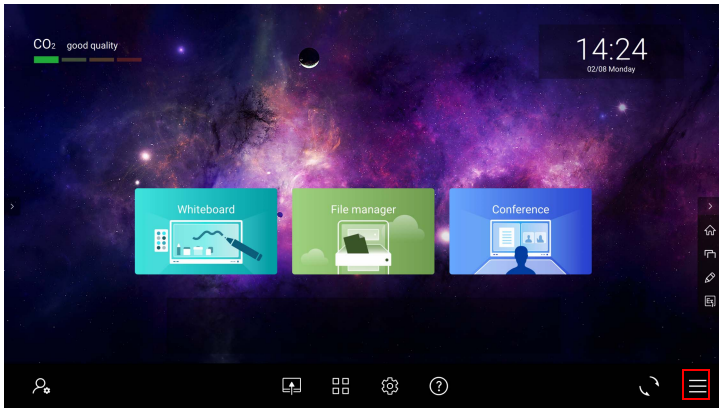 CO₂ good quality
14:24
02/08 Monday
Whiteboard
File manager
Conference
?